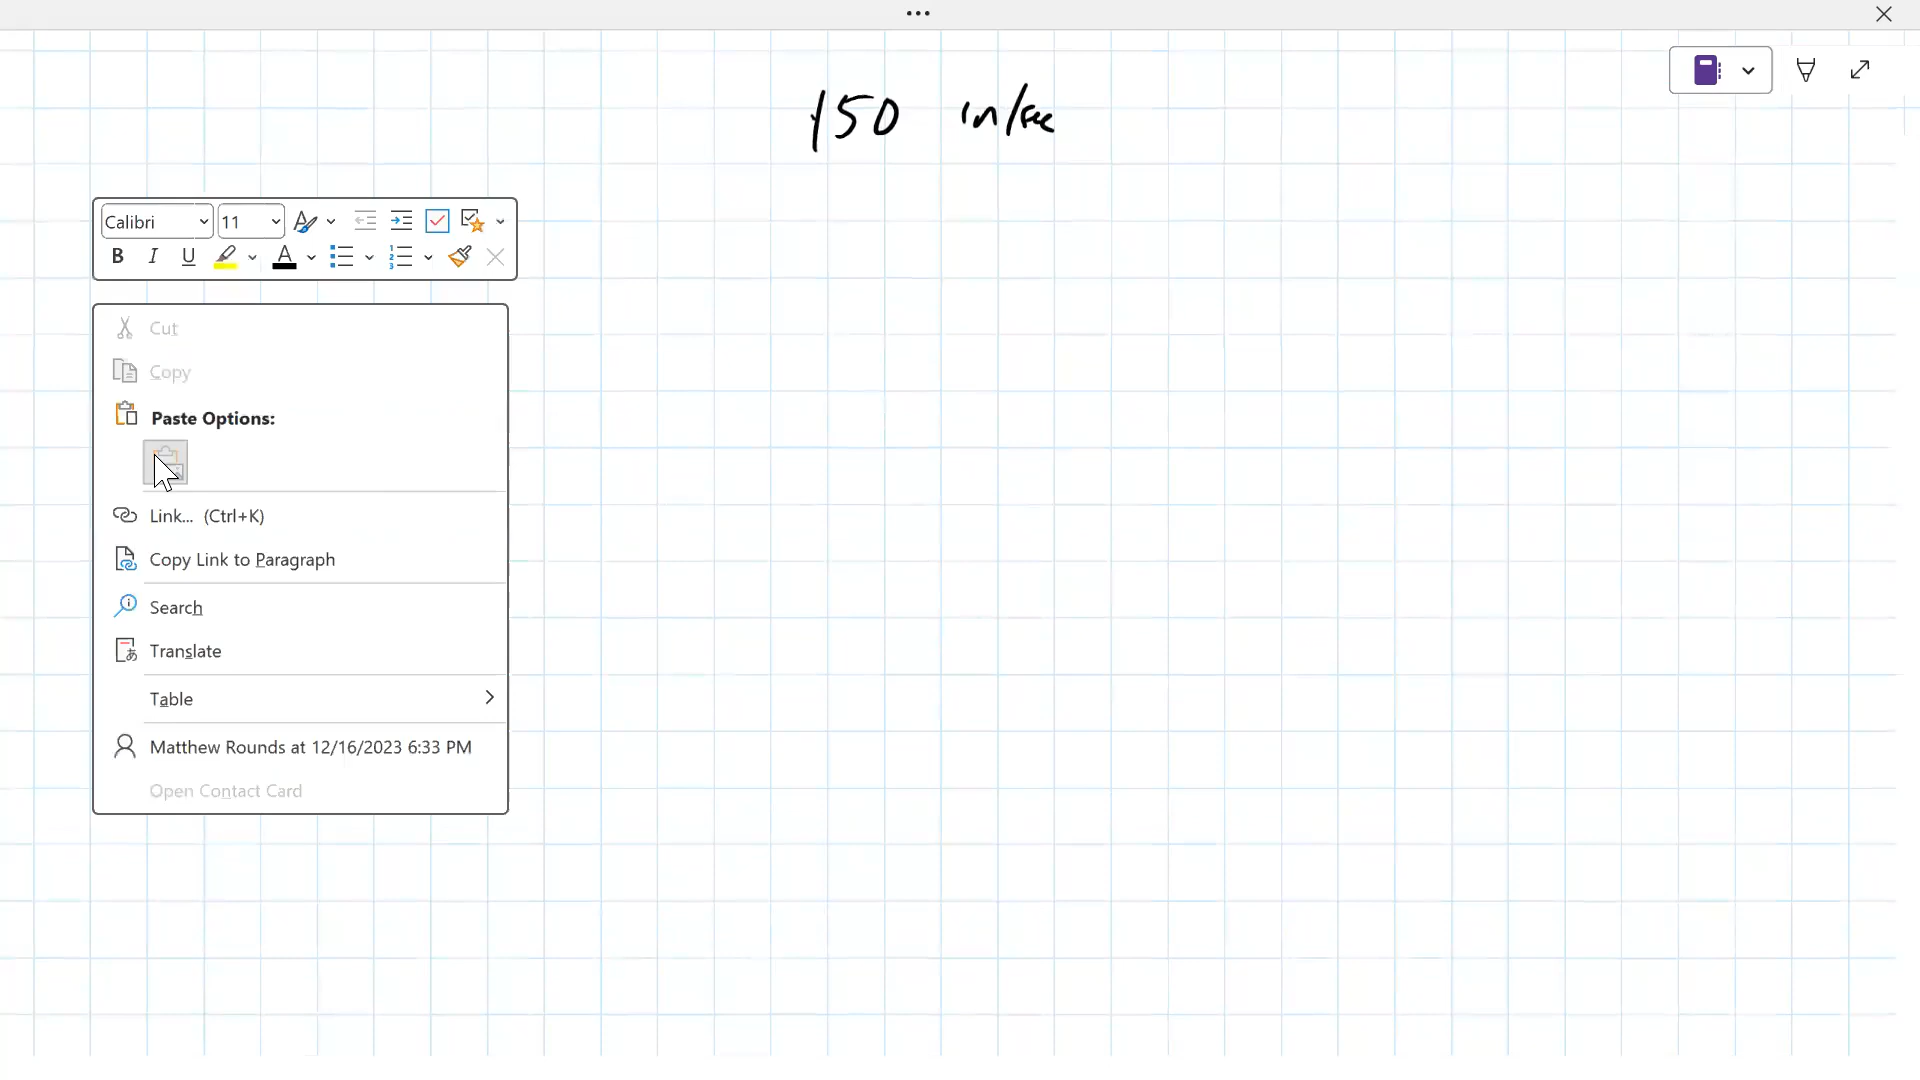 150 in/sec
Calibri 11
B I U A
Cut
Copy
Paste Options:
Link... (Ctrl+K)
Copy Link to Paragraph
Search
Translate
Table
Matthew Rounds at 12/16/2023 6:33 PM
Open Contact Card